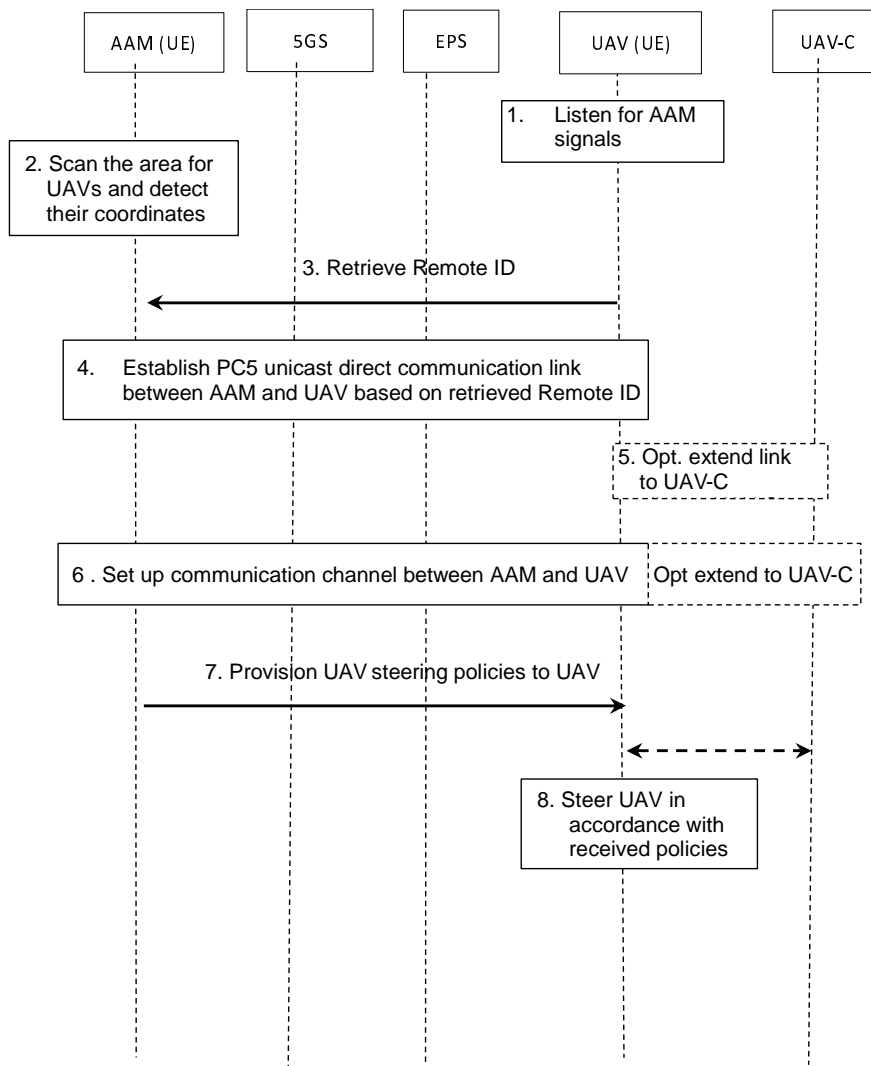 AAM (UE)
5GS
EPS
UAV (UE)
UAV-C
1. Listen for AAM
signals
2. Scan the area for
UAVs and detect
their coordinates
3. Retrieve Remote ID
4. Establish PC5 unicast direct communication link
between AAM and UAV based on retrieved Remote ID
5. Opt. extend link
to UAV-C
6 . Set up communication channel between AAM and UAV
Opt extend to UAV-C
7. Provision UAV steering policies to UAV
8. Steer UAV in
accordance with
received policies